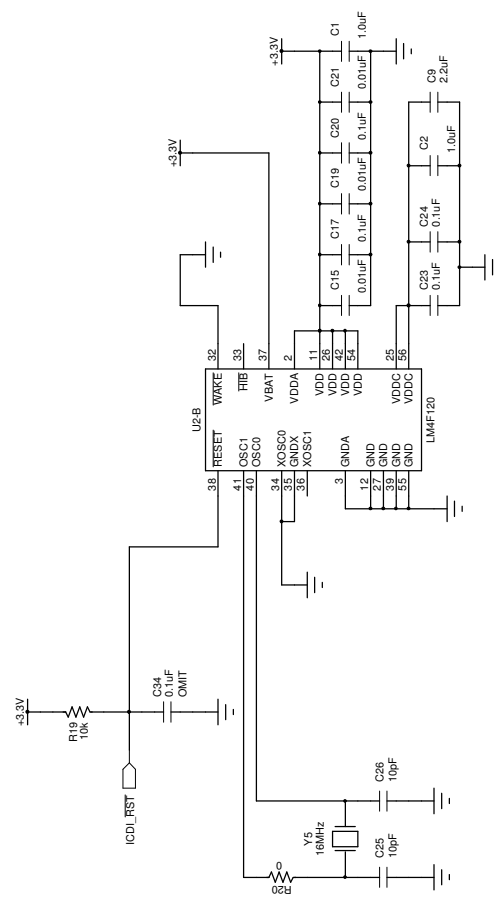 +3.3V
R19
10k
ICDI_RST
C34
0.1uF
OMIT
R20
0
Y5
16MHz
C25
10pF
C26
10pF
U2-B
LM4F120
38
RESET
41
OSC1
40
OSC0
34
XOSC0
35
GNDX
36
XOSC1
3
GNDA
12
GND
27
GND
39
GND
55
GND
WAKE
32
HIB
33
VBAT
37
VDDA
2
VDD
11
VDD
26
VDD
42
VDD
54
VDDC
25
VDDC
56
+3.3V
+3.3V
C15
0.01uF
C17
0.1uF
C19
0.01uF
C20
0.1uF
C21
0.01uF
C1
1.0uF
C23
0.1uF
C24
0.1uF
C2
1.0uF
C9
2.2uF